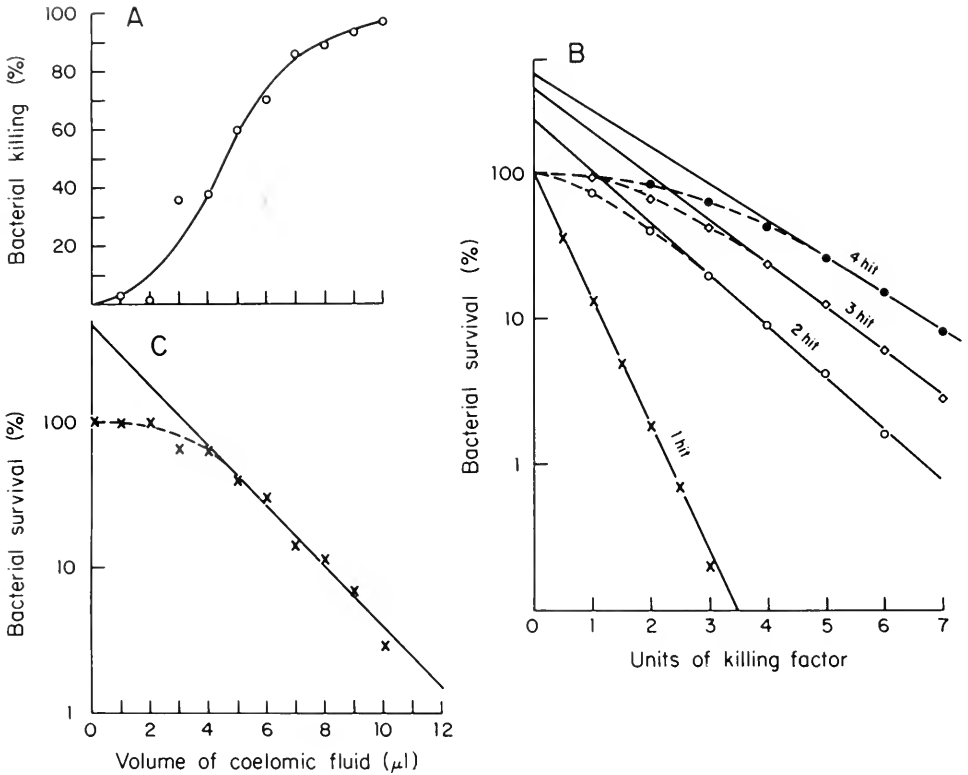 A
Bacterial killing (%)
100
80
60
40
20
C
Bacterial survival (%)
100
10
1
0 2 4 6 8 10 12
Volume of coelomic fluid (μl)
B
Bacterial survival (%)
100
10
1
4 hit
3 hit
2 hit
1 hit
0 1 2 3 4 5 6 7
Units of killing factor